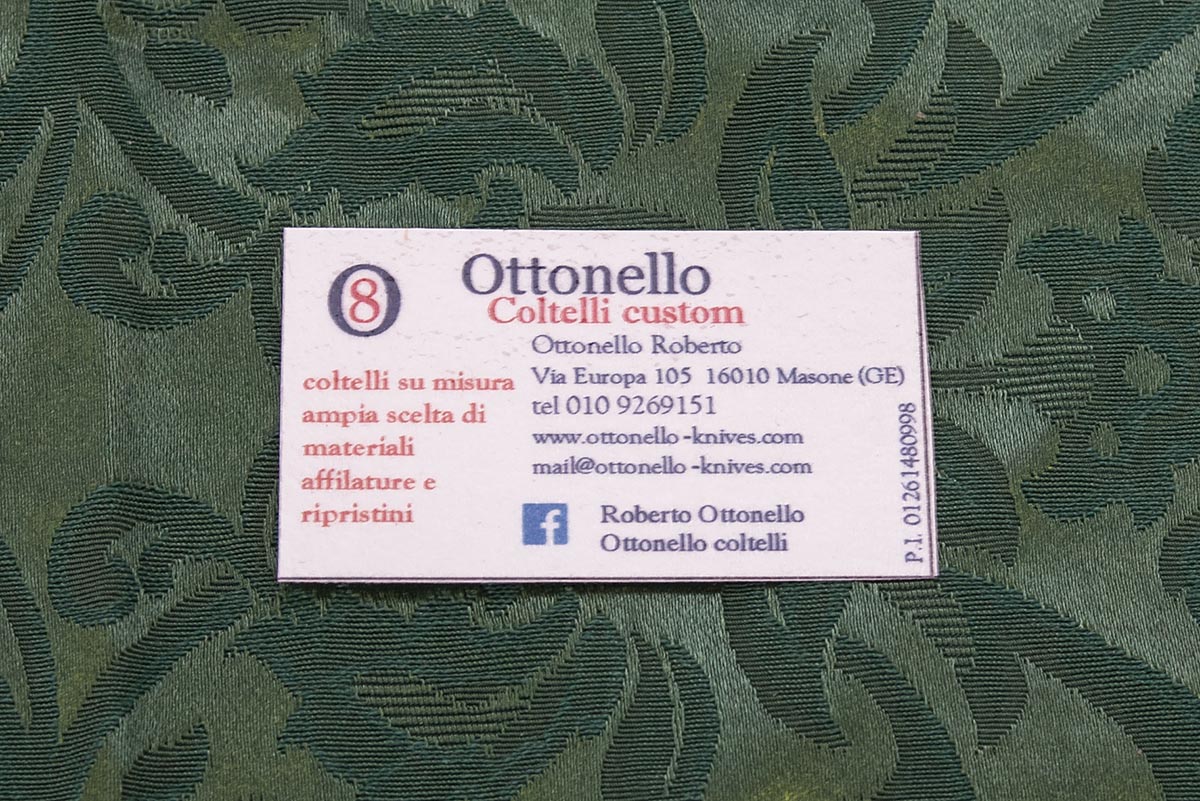 8
Ottonello
Coltelli custom
Ottonello Roberto
Via Europa 105 16010 Masone (GE)
tel 010 9269151
www.ottonello-knives.com
mail@ottonello-knives.com
coltelli su misura
ampia scelta di
materiali
affilature e
ripristini
f
Roberto Ottonello
Ottonello coltelli
P.I. 01261480998